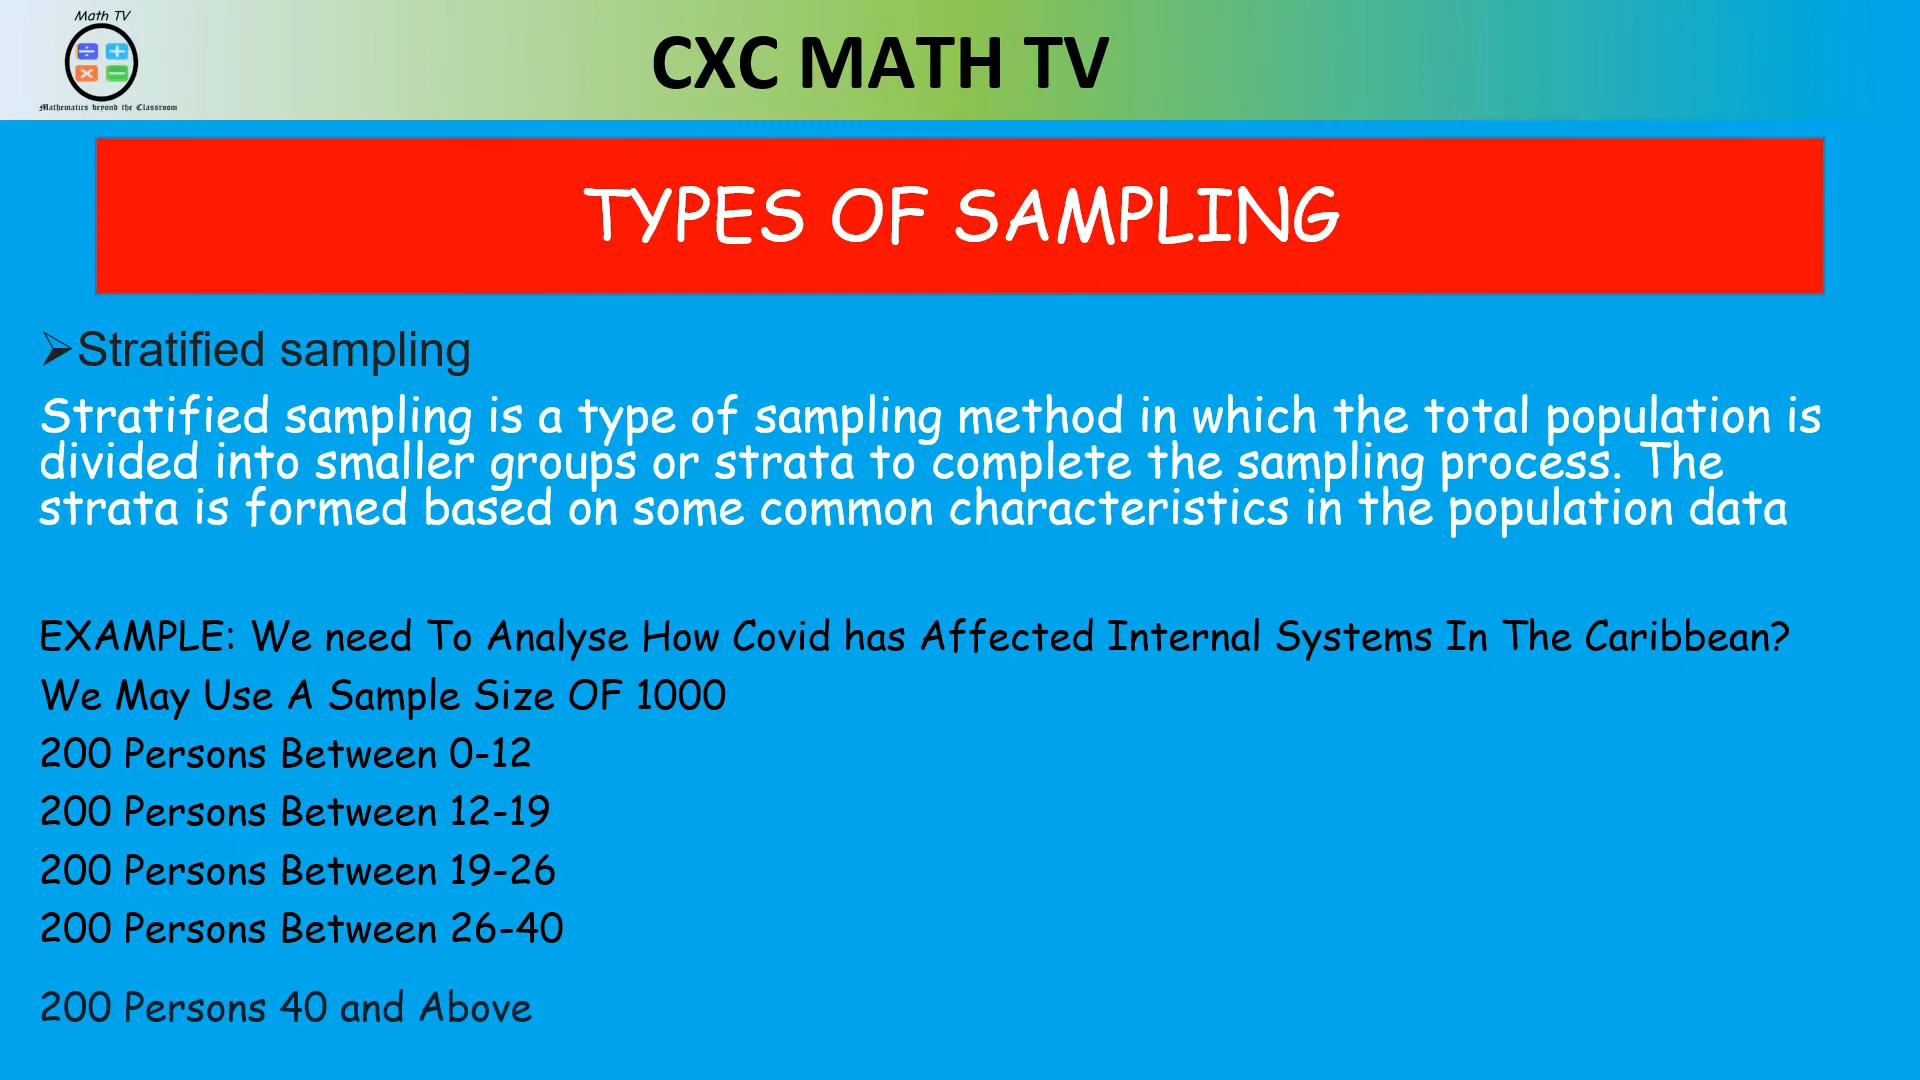 Math TV
Mathematics beyond the Classroom
CXC MATH TV
TYPES OF SAMPLING
➢Stratified sampling
Stratified sampling is a type of sampling method in which the total population is
divided into smaller groups or strata to complete the sampling process. The
strata is formed based on some common characteristics in the population data
EXAMPLE: We need To Analyse How Covid has Affected Internal Systems In The Caribbean?
We May Use A Sample Size OF 1000
200 Persons Between 0-12
200 Persons Between 12-19
200 Persons Between 19-26
200 Persons Between 26-40
200 Persons 40 and Above